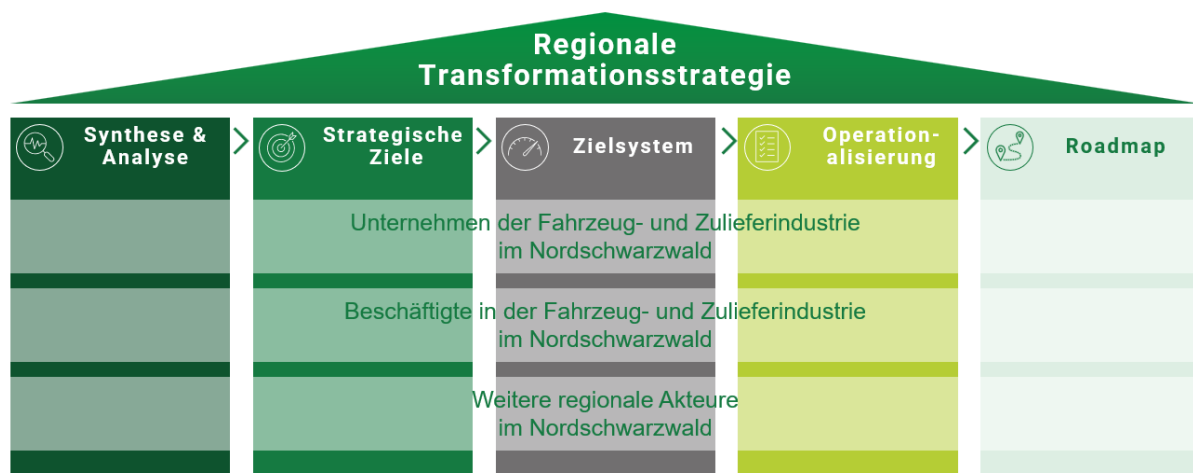 Regionale
Transformationsstrategie
Synthese &
Analyse
Strategische
Ziele
Zielsystem
Operation-
alisierung
Roadmap
Unternehmen der Fahrzeug- und Zulieferindustrie
im Nordschwarzwald
Beschäftigte in der Fahrzeug- und Zulieferindustrie
im Nordschwarzwald
Weitere regionale Akteure
im Nordschwarzwald